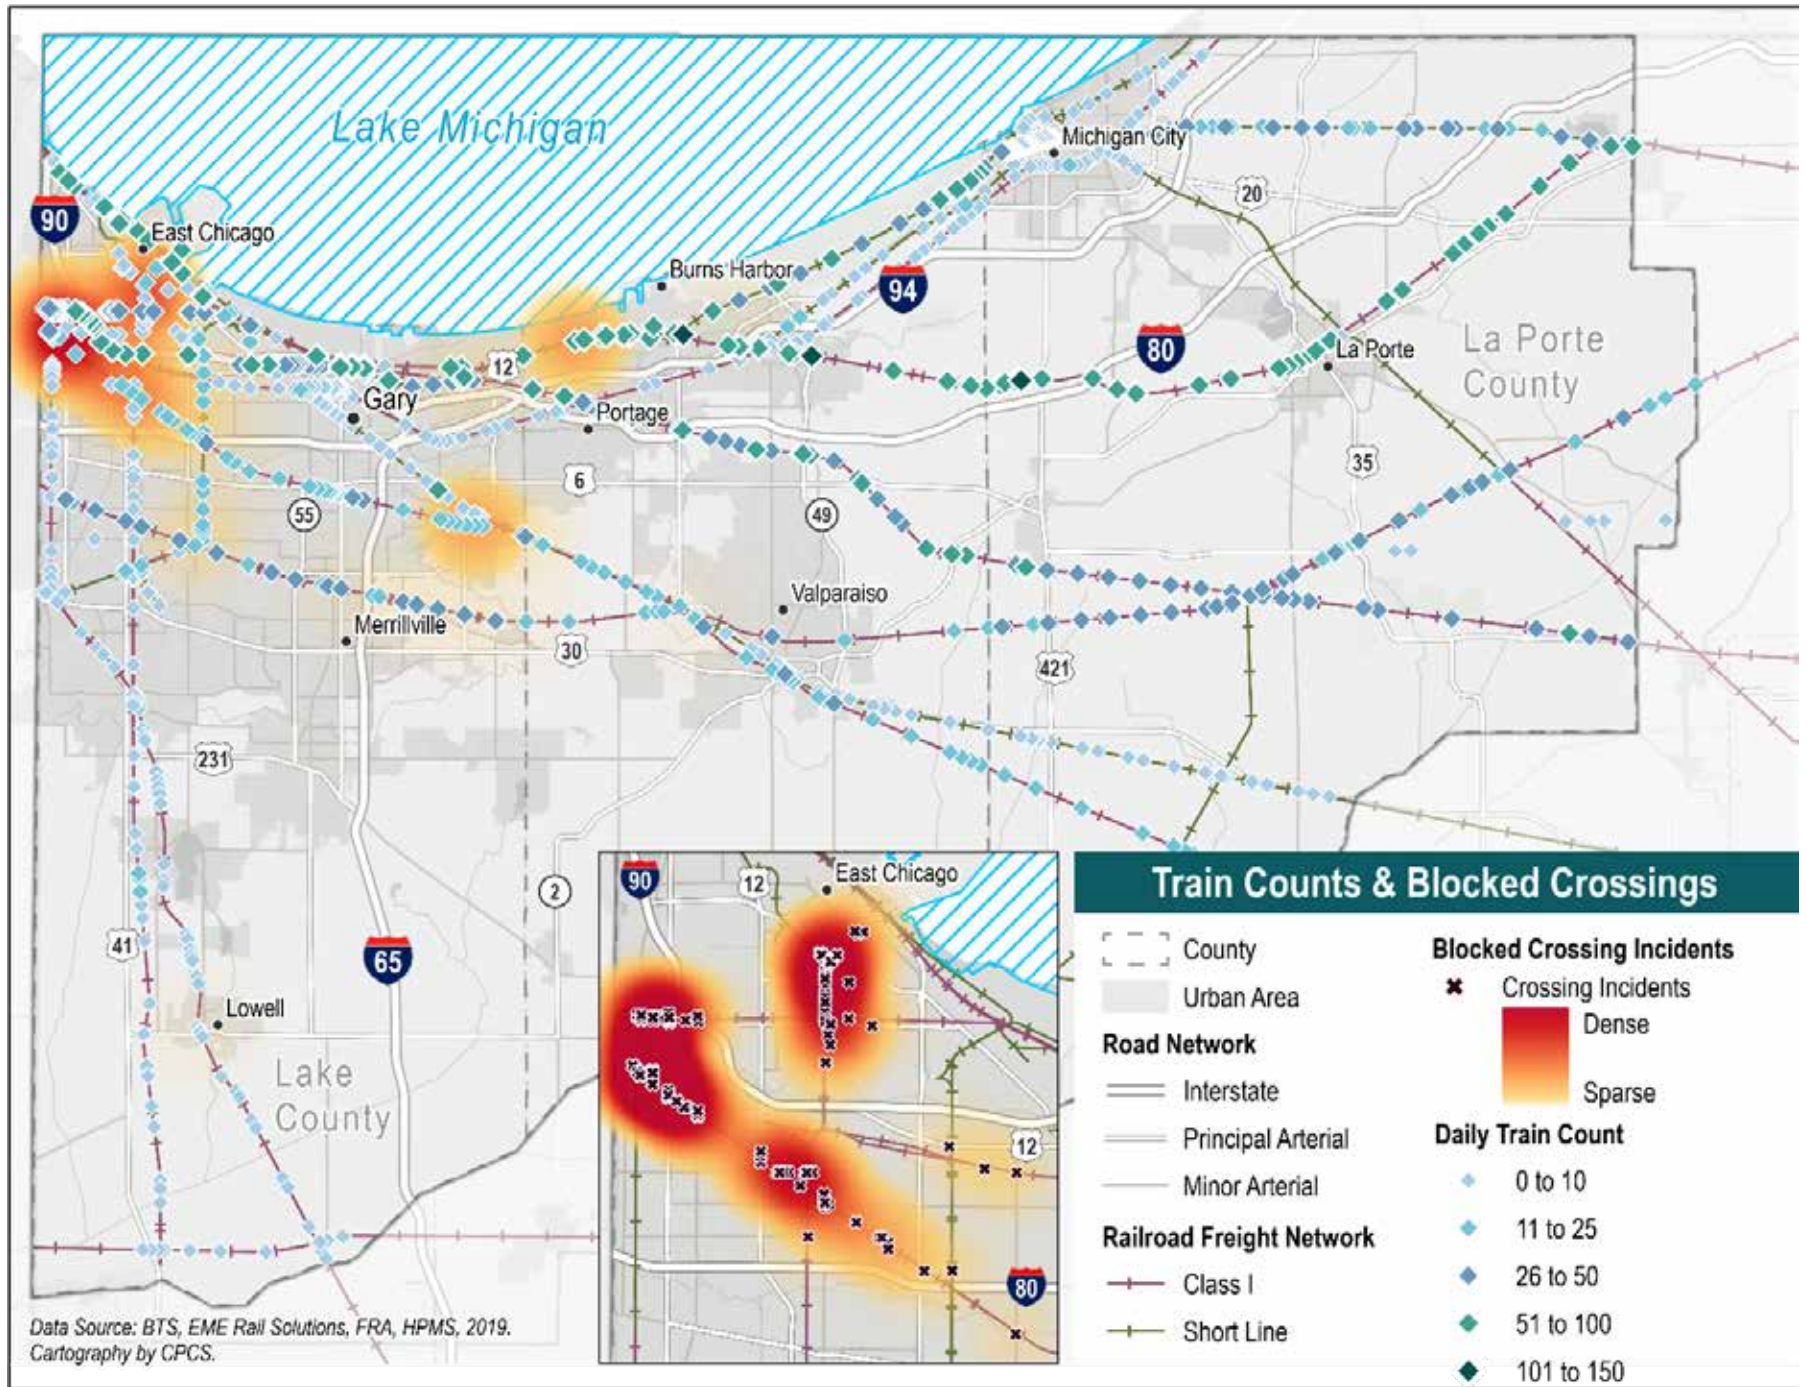 Lake Michigan
Michigan City
90
20
East Chicago
Burns Harbor
94
80
La Porte
La Porte
County
12
Gary
Portage
35
6
55
49
Valparaiso
Merrillville
30
421
231
2
41
65
Lowell
Lake
County
90
12
East Chicago
12
80
Data Source: BTS, EME Rail Solutions, FRA, HPMS, 2019.
Cartography by CPCS.
Train Counts & Blocked Crossings
County
Urban Area
Road Network
Interstate
Principal Arterial
Minor Arterial
Railroad Freight Network
Class I
Short Line
Blocked Crossing Incidents
Crossing Incidents
Dense
Sparse
Daily Train Count
0 to 10
11 to 25
26 to 50
51 to 100
101 to 150